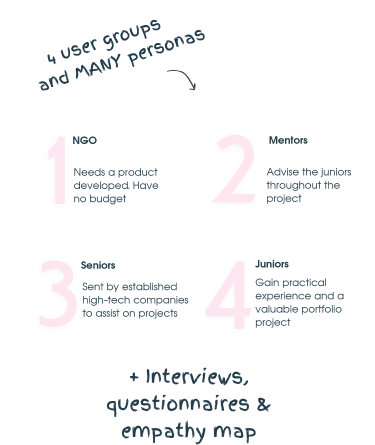 4 user groups
and MANY personas
1 NGO
Needs a product
developed. Have
no budget
2 Mentors
Advise the juniors
throughout the
project
3 Seniors
Sent by established
high-tech companies
to assist on projects
4 Juniors
Gain practical
experience and a
valuable portfolio
project
+ Interviews,
questionnaires &
empathy map